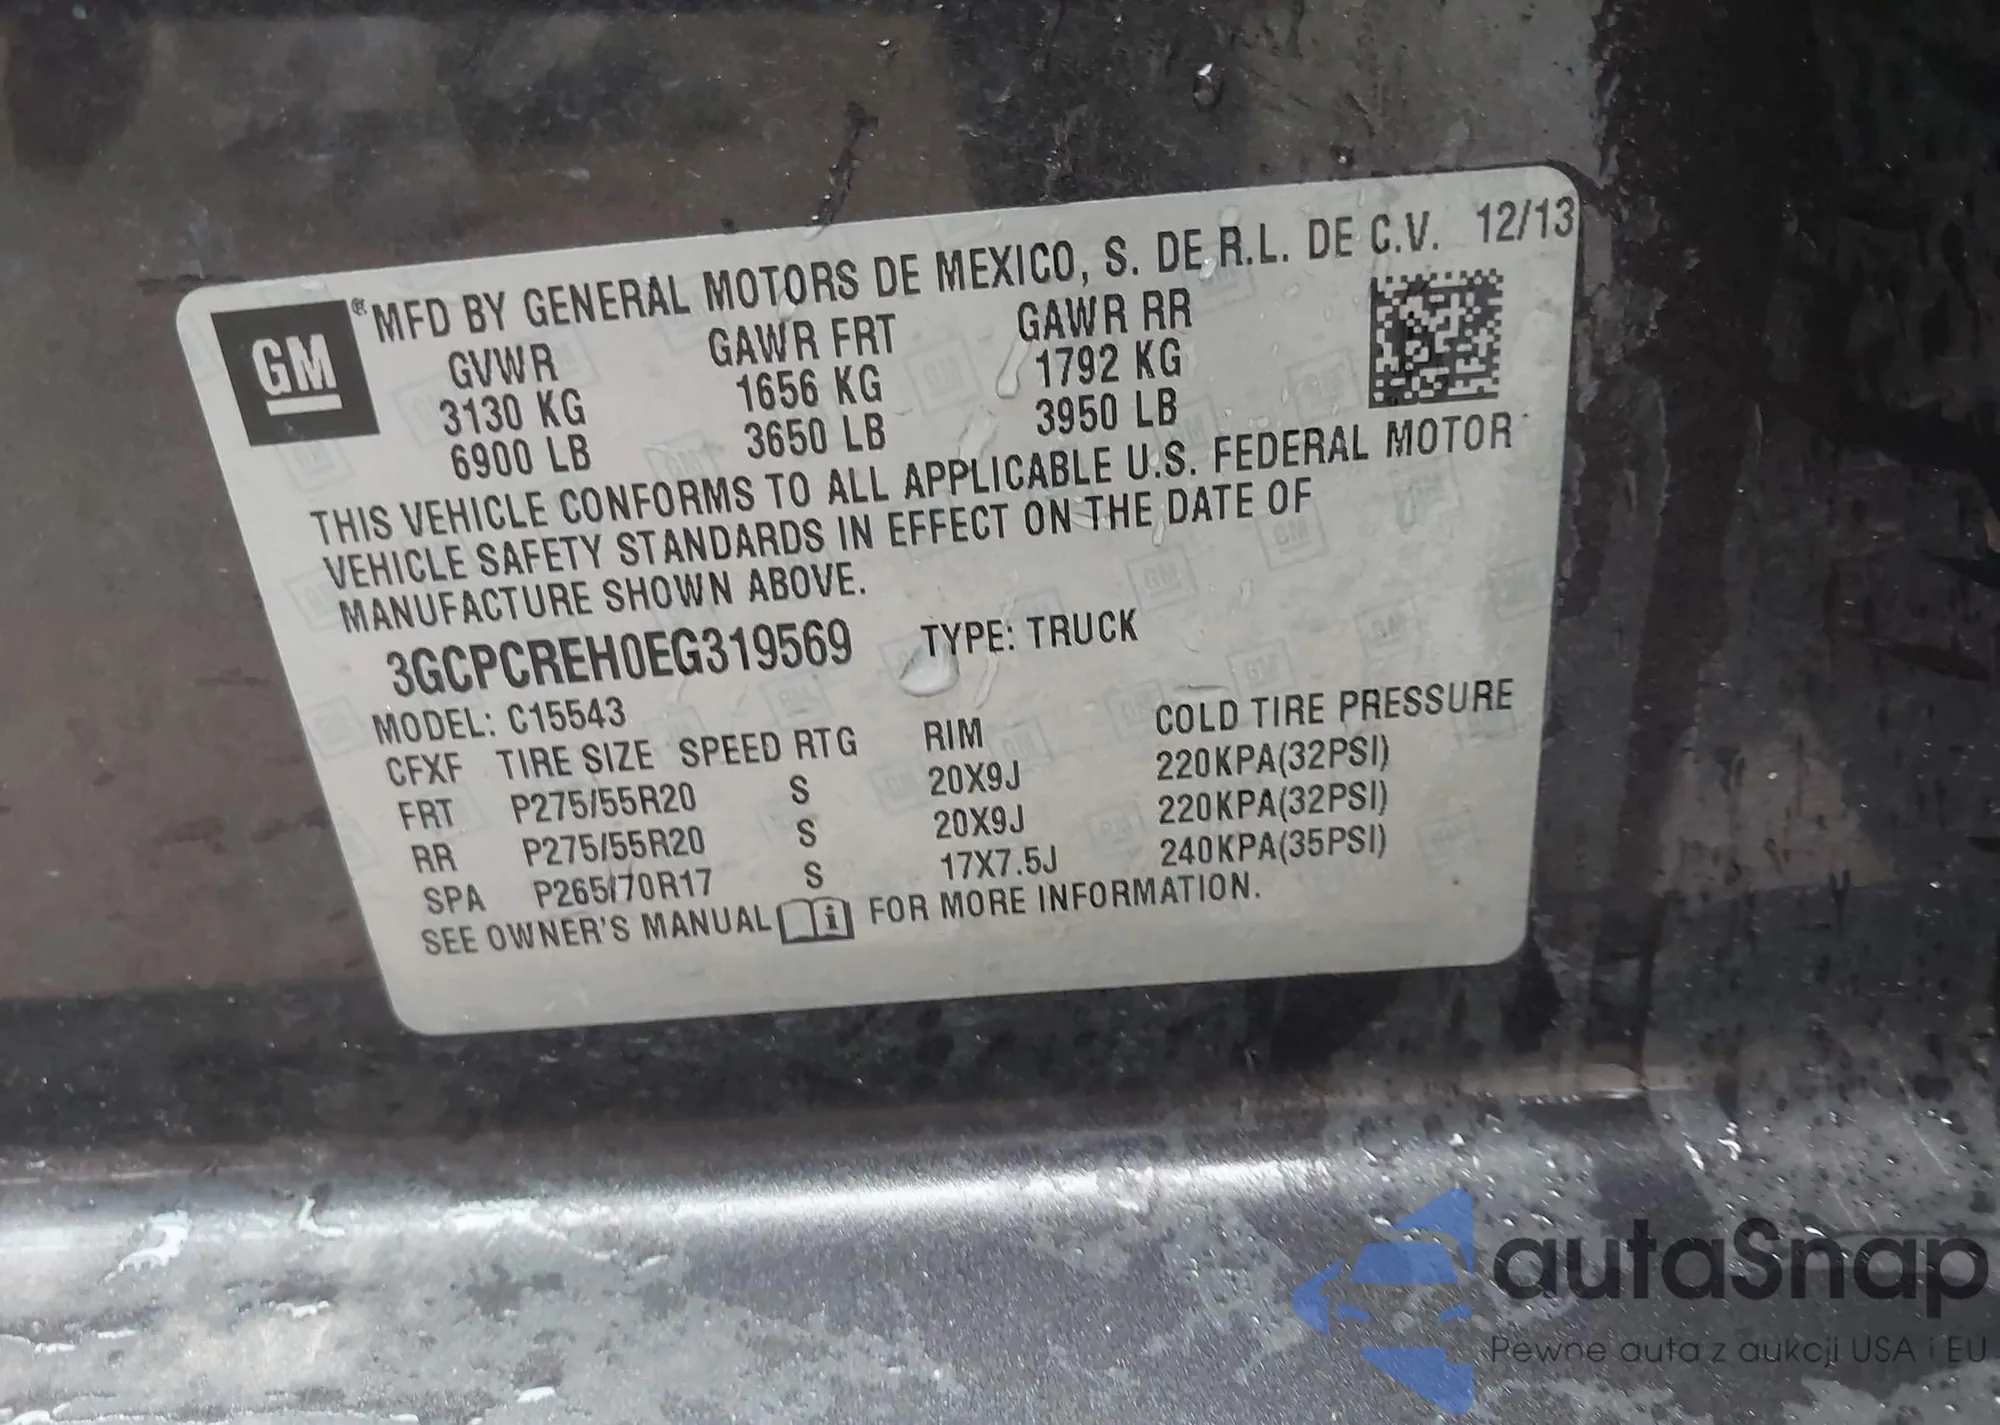 GM
® MFD BY GENERAL MOTORS DE MEXICO, S. DE R.L. DE C.V. 12/13
GVWR GAWR FRT GAWR RR
3130 KG 1656 KG 1792 KG
6900 LB 3650 LB 3950 LB
THIS VEHICLE CONFORMS TO ALL APPLICABLE U.S. FEDERAL MOTOR
VEHICLE SAFETY STANDARDS IN EFFECT ON THE DATE OF
MANUFACTURE SHOWN ABOVE.
3GCPCREH0EG319569 TYPE: TRUCK
MODEL: C15543
CFXF TIRE SIZE SPEED RTG RIM COLD TIRE PRESSURE
FRT P275/55R20 S 20X9J 220KPA(32PSI)
RR P275/55R20 S 20X9J 220KPA(32PSI)
SPA P265/70R17 S 17X7.5J 240KPA(35PSI)
SEE OWNER'S MANUAL i FOR MORE INFORMATION.
autaSnap
Pewne auta z aukcji USA i EU